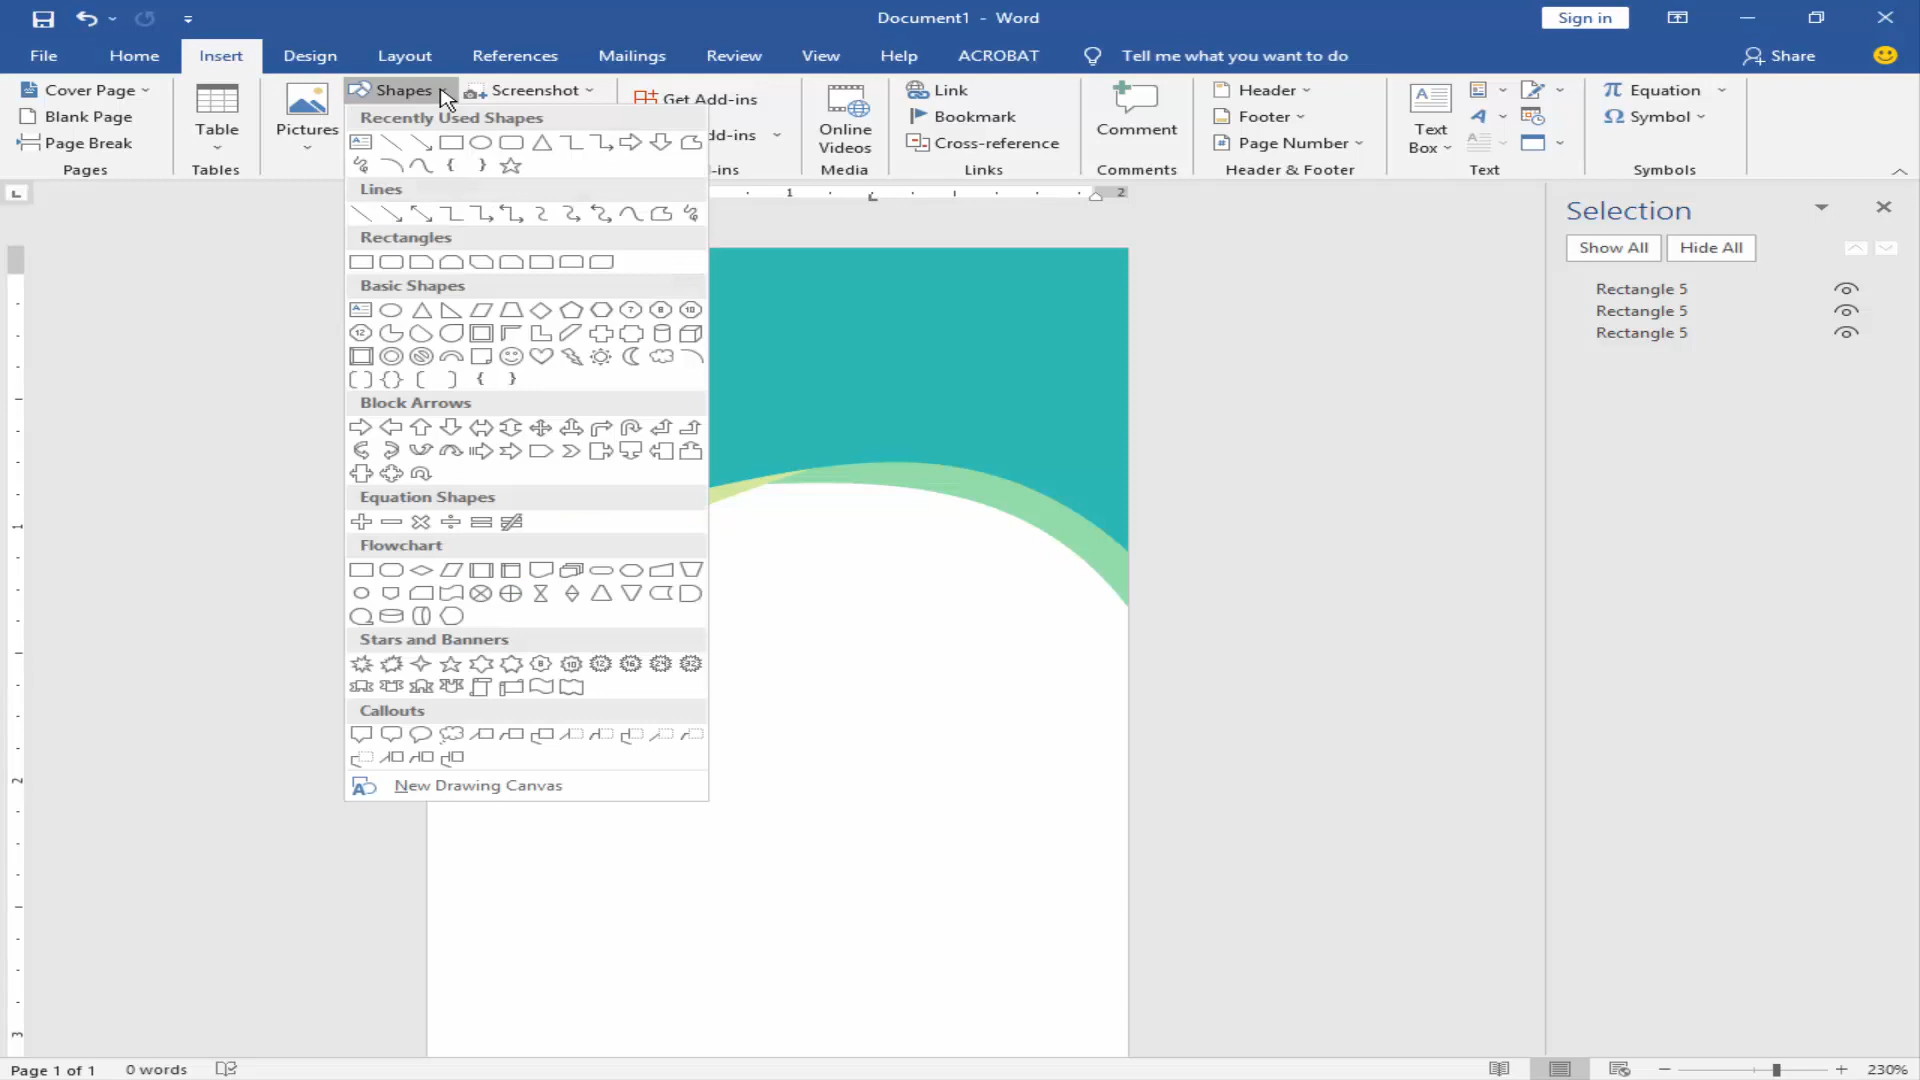 Document1 - Word
Sign in
File Home Insert Design Layout References Mailings Review View Help ACROBAT Tell me what you want to do Share
Cover Page
Blank Page
Page Break
Pages
Table
Tables
Pictures
Shapes
Screenshot
Get Add-ins
dd-ins
-ins
Online
Videos
Media
Link
Bookmark
Cross-reference
Links
Comment
Comments
Header
Footer
Page Number
Header & Footer
Text
Box
Text
Equation
Symbol
Symbols
Recently Used Shapes
Lines
Rectangles
Basic Shapes
Block Arrows
Equation Shapes
Flowchart
Stars and Banners
Callouts
New Drawing Canvas
1 2
1
2
3
Selection
Show All Hide All
Rectangle 5
Rectangle 5
Rectangle 5
Page 1 of 1 0 words 230%